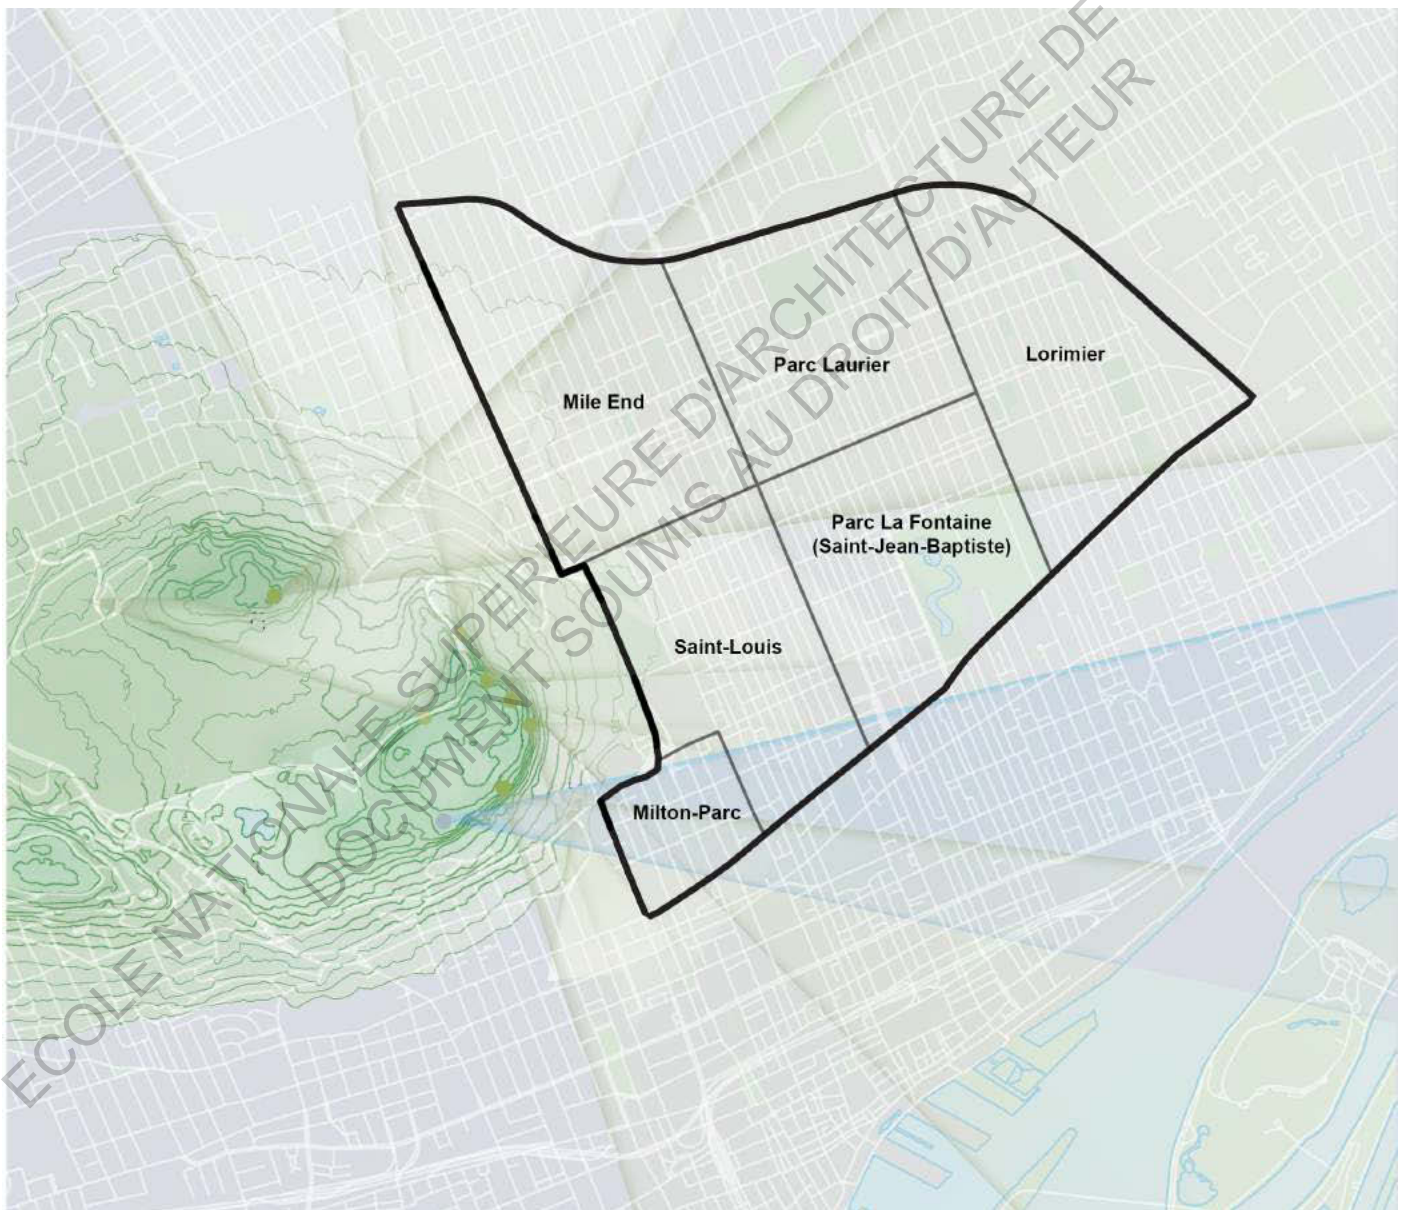 Lorimier
Parc Laurier
Mile End
Parc La Fontaine
(Saint-Jean-Baptiste)
Saint-Louis
Milton-Parc
ECOLE NATIONALE SUPERIEURE D'ARCHITECTURE DE
DOCUMENT SOUMIS AU DROIT D'AUTEUR